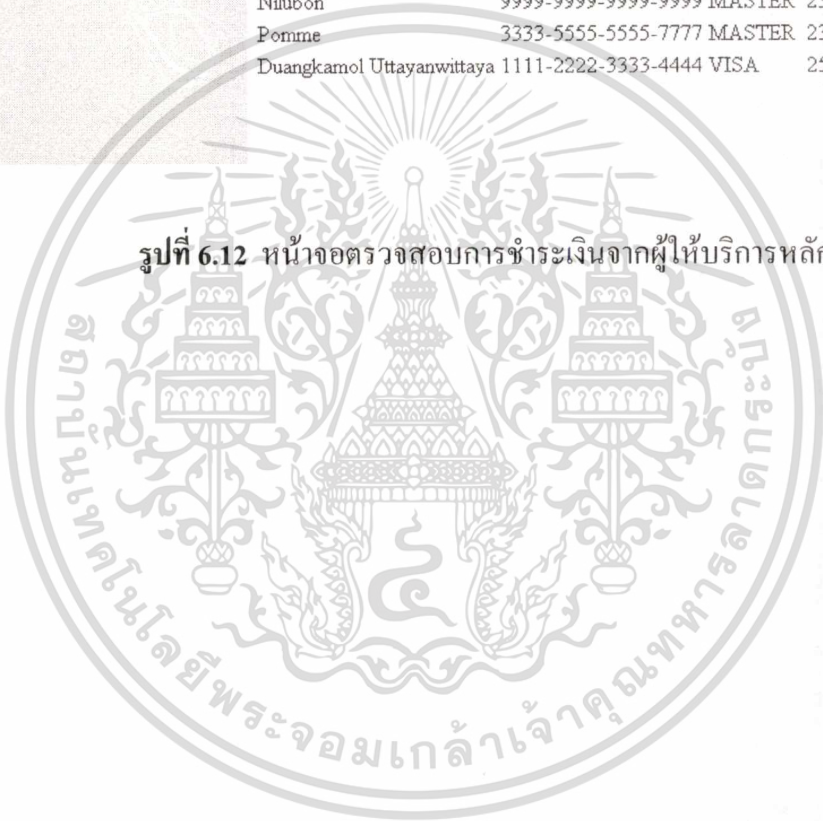 Nilubon 9999-9999-9999-9999 MASTER 23
Pomme 3333-5555-5555-7777 MASTER 23
Duangkamol Uttayanwittaya 1111-2222-3333-4444 VISA 25
รูปที่ 6.12 หน้าจอตรวจสอบการชำระเงินจากผู้ให้บริการหลัก
สถาบันเทคโนโลยีพระจอมเกล้าเจ้าคุณทหารลาดกระบัง